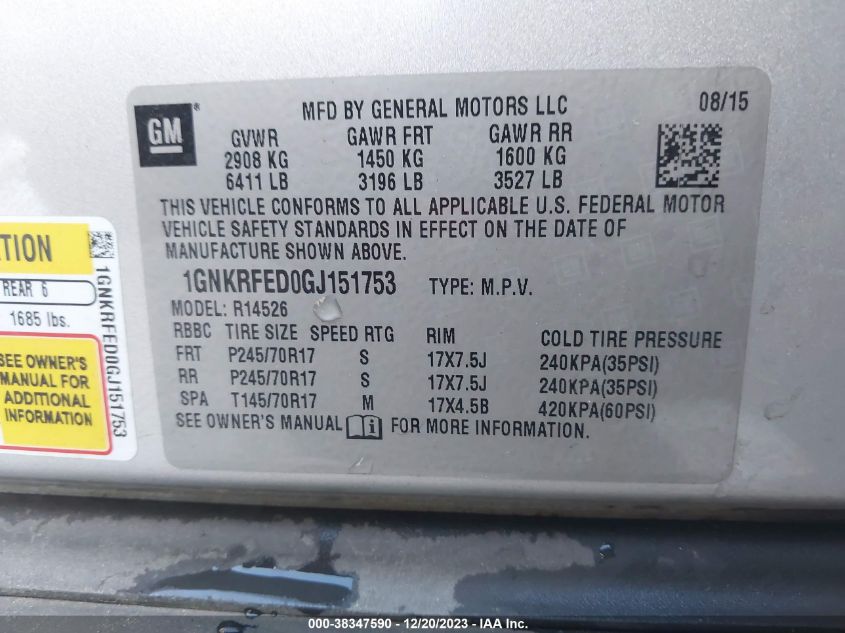 GM ®
MFD BY GENERAL MOTORS LLC 08/15
GVWR GAWR FRT GAWR RR
2908 KG 1450 KG 1600 KG
6411 LB 3196 LB 3527 LB
THIS VEHICLE CONFORMS TO ALL APPLICABLE U.S. FEDERAL MOTOR
VEHICLE SAFETY STANDARDS IN EFFECT ON THE DATE OF
MANUFACTURE SHOWN ABOVE.
1GNKRFED0GJ151753 TYPE: M.P.V.
MODEL: R14526
RBBC TIRE SIZE SPEED RTG RIM COLD TIRE PRESSURE
FRT P245/70R17 S 17X7.5J 240KPA(35PSI)
RR P245/70R17 S 17X7.5J 240KPA(35PSI)
SPA T145/70R17 M 17X4.5B 420KPA(60PSI)
SEE OWNER'S MANUAL i FOR MORE INFORMATION.
REAR 6
1685 lbs.
SEE OWNER'S
MANUAL FOR
ADDITIONAL
INFORMATION
1GNKRFED0GJ151753
000-38347590 - 12/20/2023 - IAA Inc.